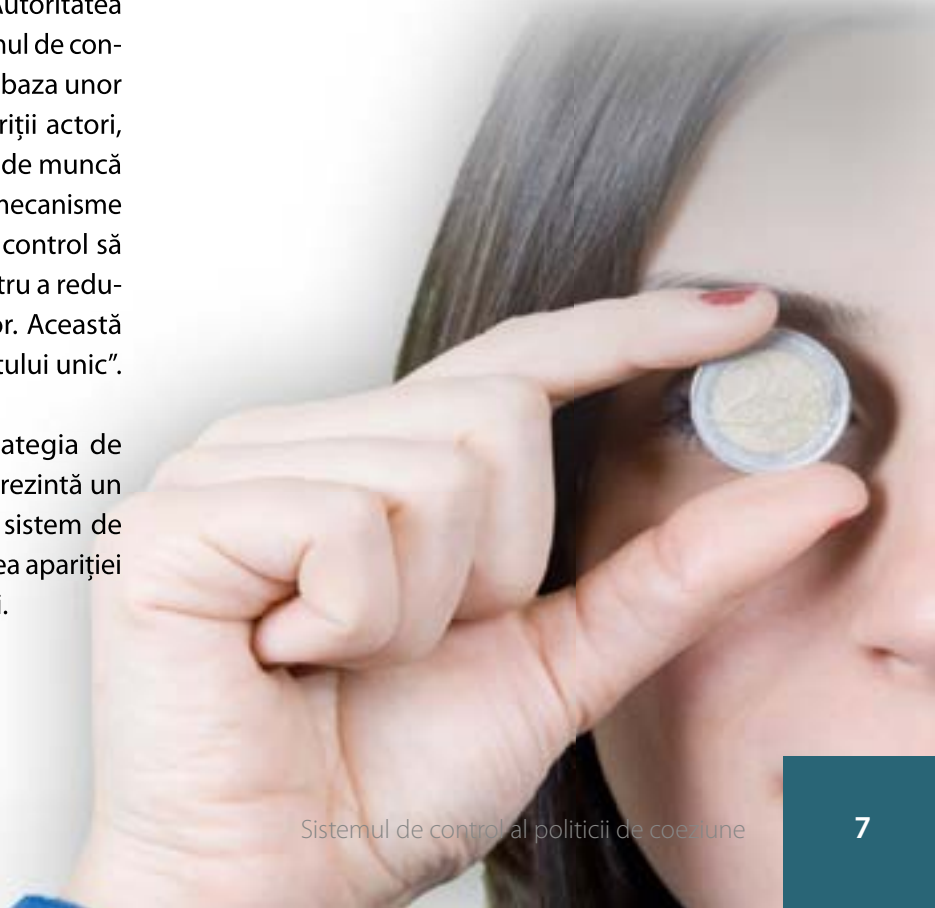 Autoritatea
nul de con-
baza unor
riții actori,
de muncă
mecanisme
control să
tru a redu-
or. Această
tului unic”.
ategia de
rezintă un
sistem de
ea apariției
i.
Sistemul de control al politicii de coeziune
7